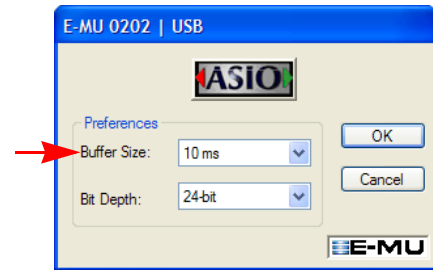 E-MU 0202 | USB
ASIO
Preferences
Buffer Size: 10 ms
Bit Depth: 24-bit
OK
Cancel
E-MU